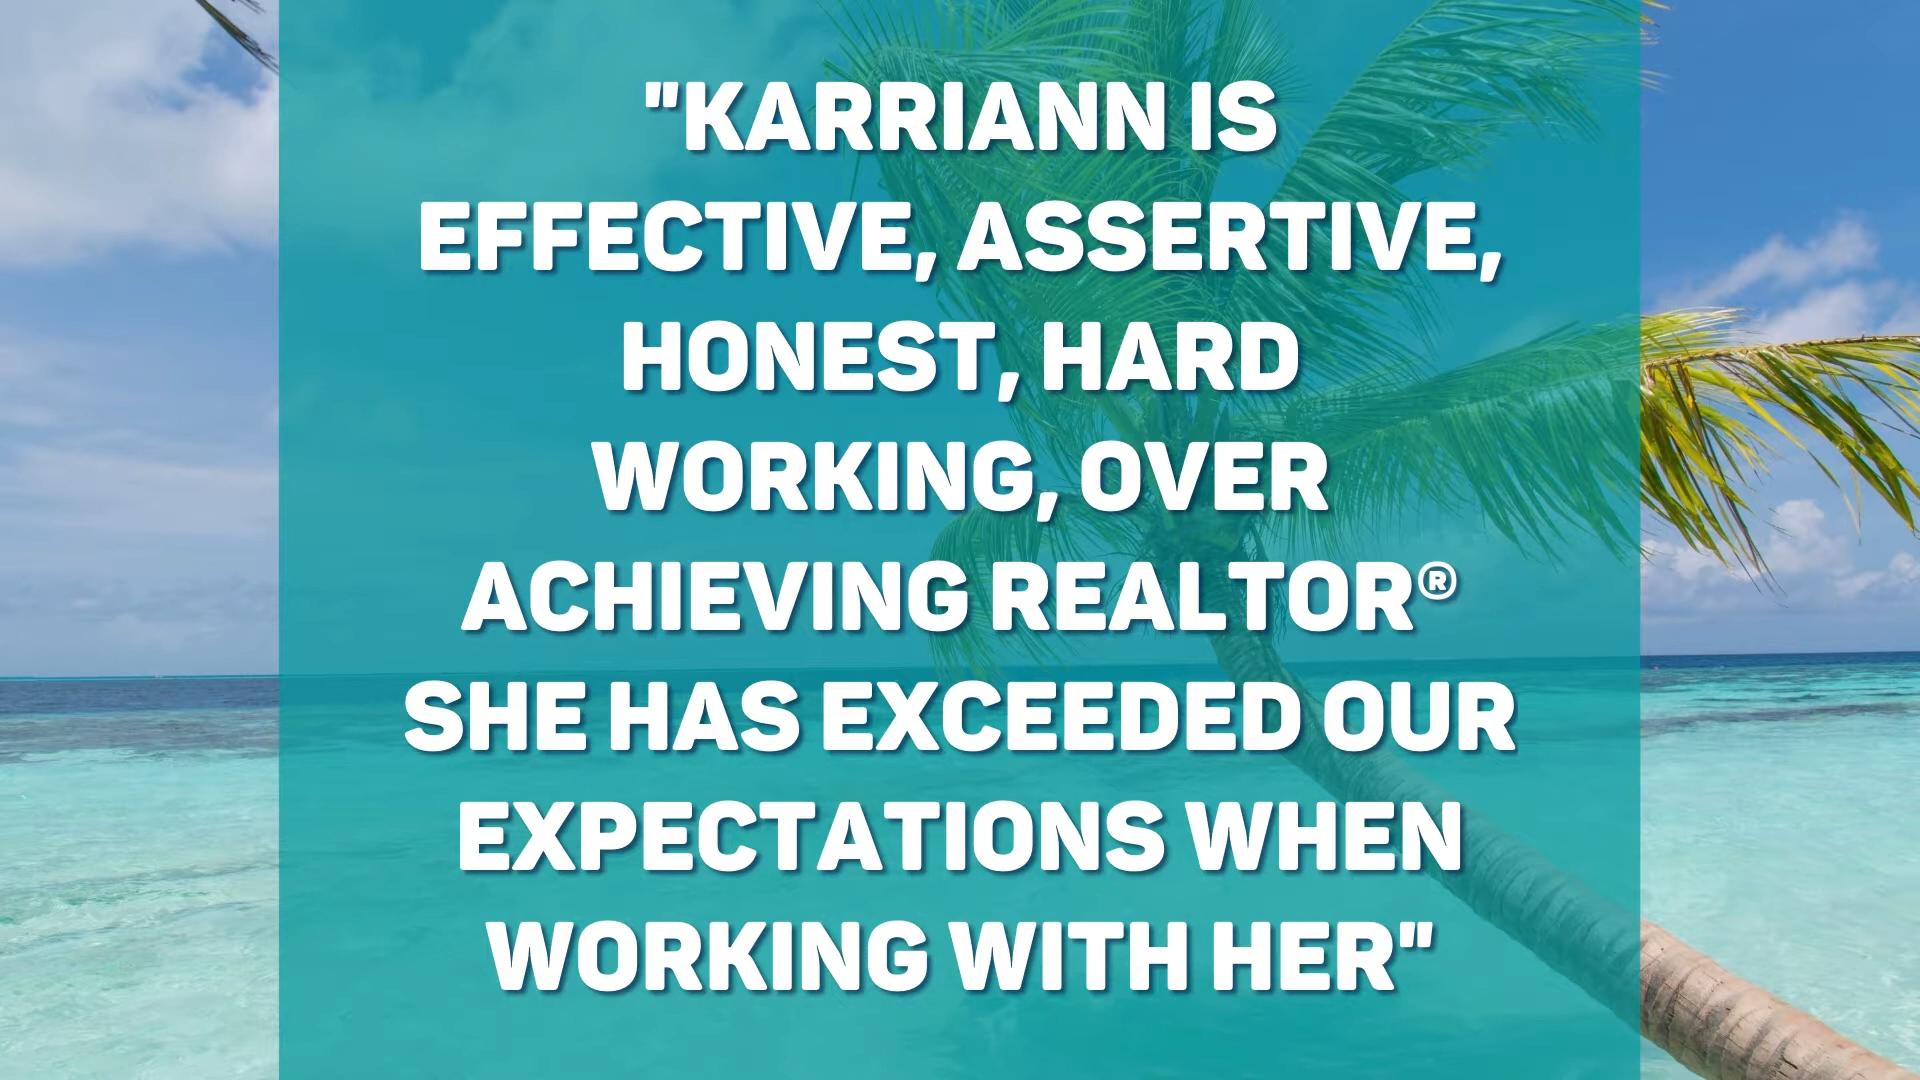 "KARRIANN IS
EFFECTIVE, ASSERTIVE,
HONEST, HARD
WORKING, OVER
ACHIEVING REALTOR®
SHE HAS EXCEEDED OUR
EXPECTATIONS WHEN
WORKING WITH HER"